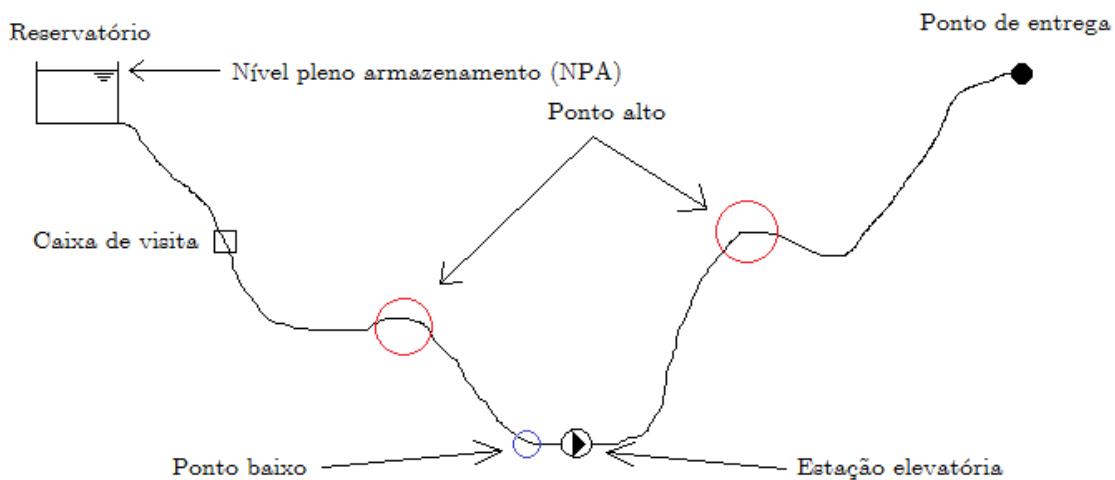 Ponto de entrega
Reservatório
Nível pleno armazenamento (NPA)
Ponto alto
Caixa de visita
Ponto baixo
Estação elevatória